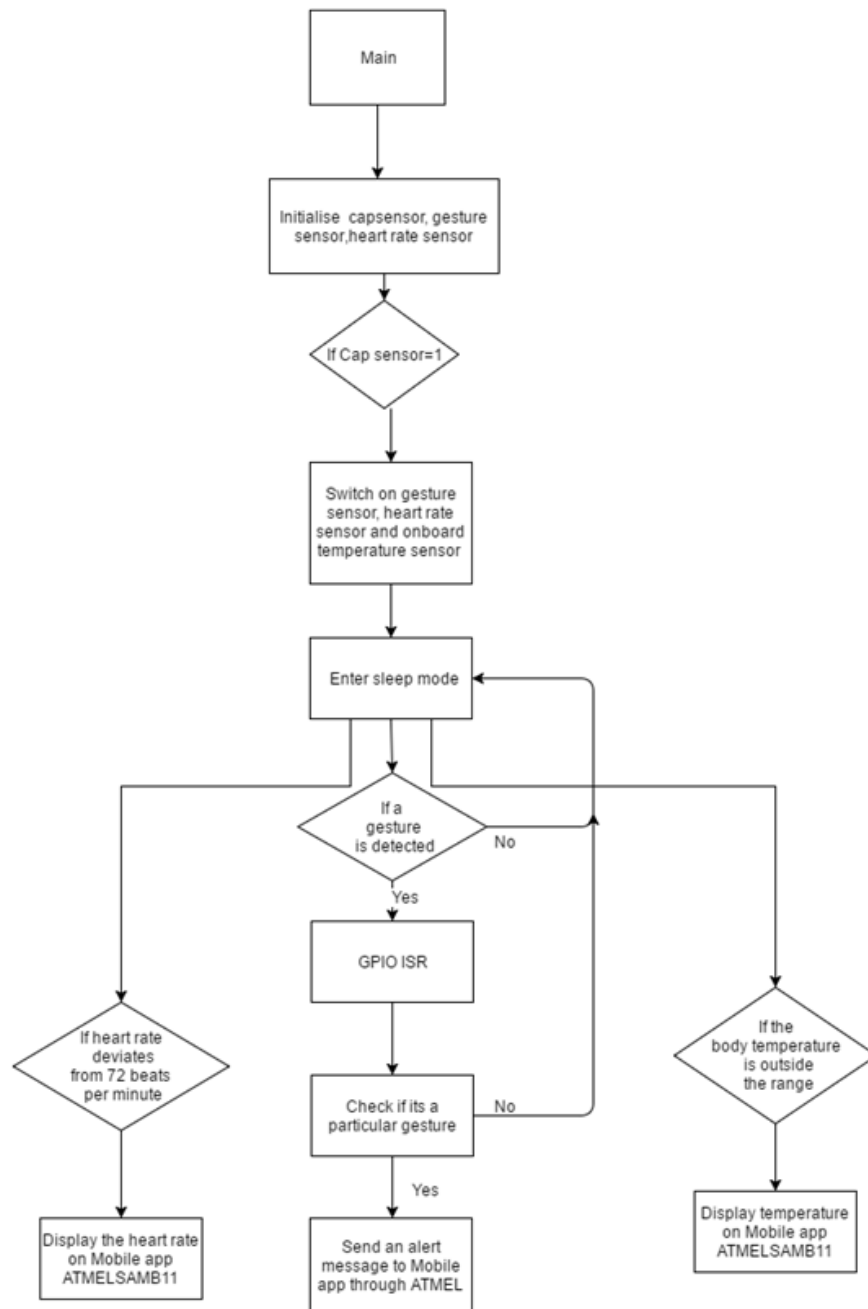 Main
Initialise capsensor, gesture
sensor,heart rate sensor
If Cap sensor=1
Switch on gesture
sensor, heart rate
sensor and onboard
temperature sensor
Enter sleep mode
If a
gesture
is detected
No
Yes
GPIO ISR
If heart rate
deviates
from 72 beats
per minute
If the
body temperature
is outside
the range
Check if its a
particular gesture
No
Yes
Display the heart rate
on Mobile app
ATMELSAMB11
Send an alert
message to Mobile
app through ATMEL
Display temperature
on Mobile app
ATMELSAMB11